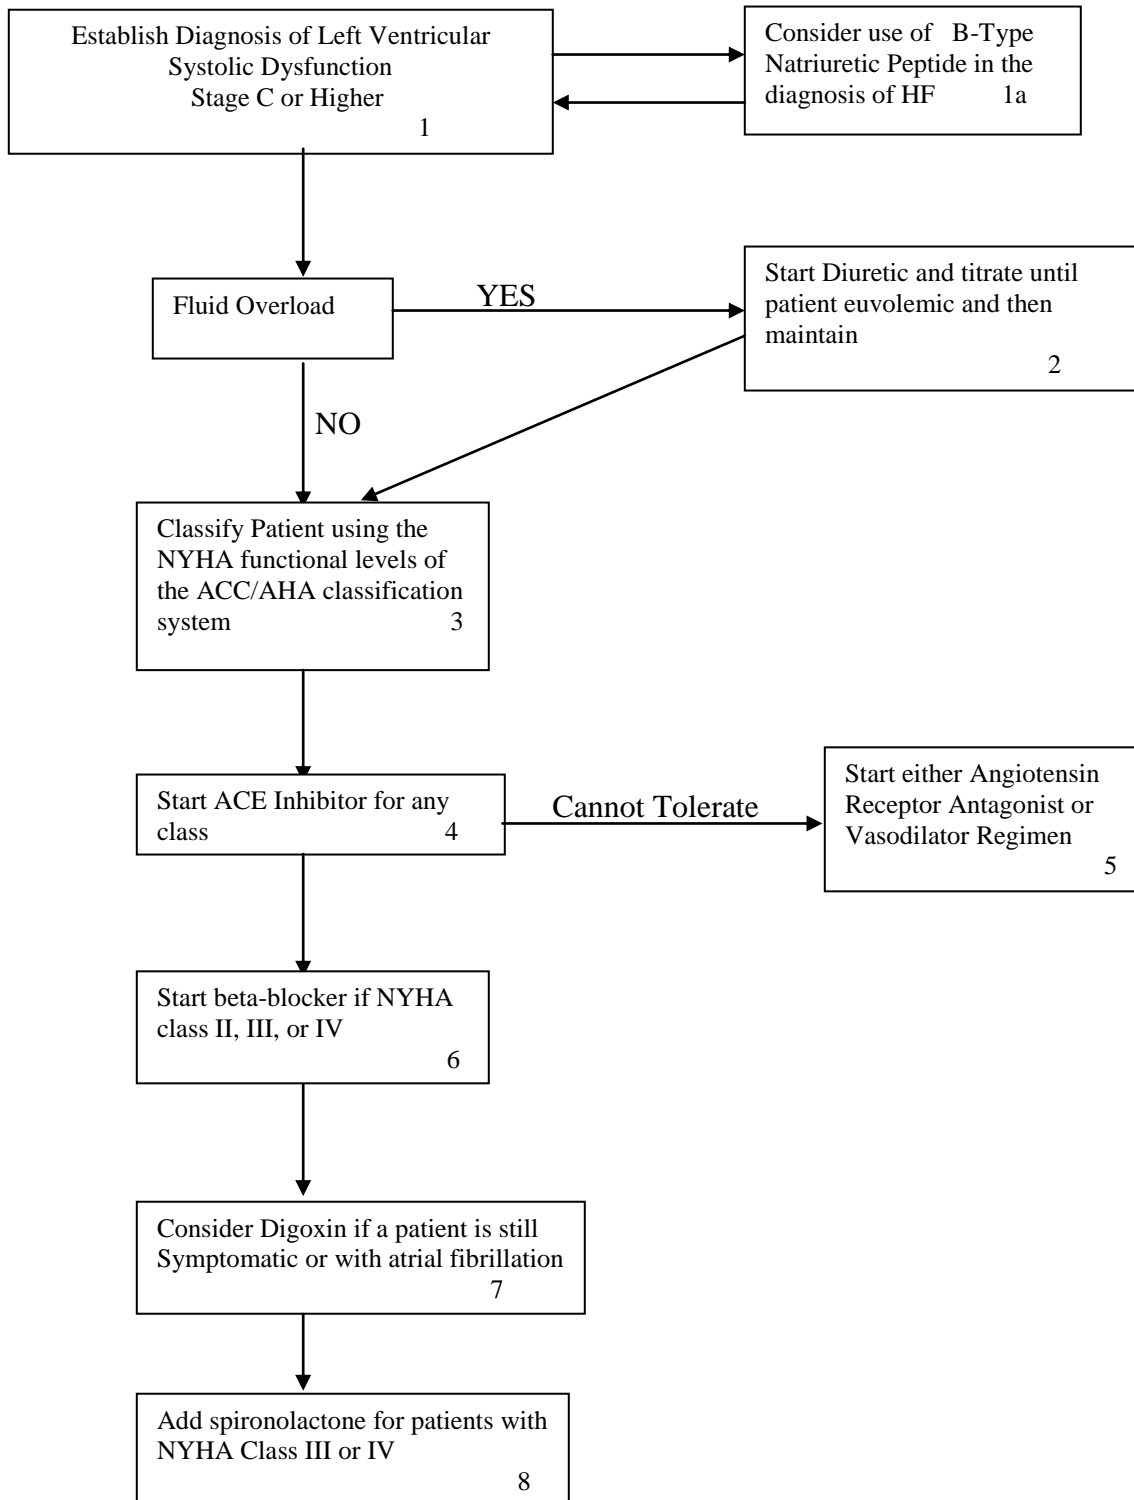 Establish Diagnosis of Left Ventricular
Systolic Dysfunction
Stage C or Higher
1
Consider use of B-Type
Natriuretic Peptide in the
diagnosis of HF 1a
Fluid Overload
YES
Start Diuretic and titrate until
patient euvolemic and then
maintain
2
NO
Classify Patient using the
NYHA functional levels of
the ACC/AHA classification
system 3
Start ACE Inhibitor for any
class 4
Cannot Tolerate
Start either Angiotensin
Receptor Antagonist or
Vasodilator Regimen
5
Start beta-blocker if NYHA
class II, III, or IV
6
Consider Digoxin if a patient is still
Symptomatic or with atrial fibrillation
7
Add spironolactone for patients with
NYHA Class III or IV
8